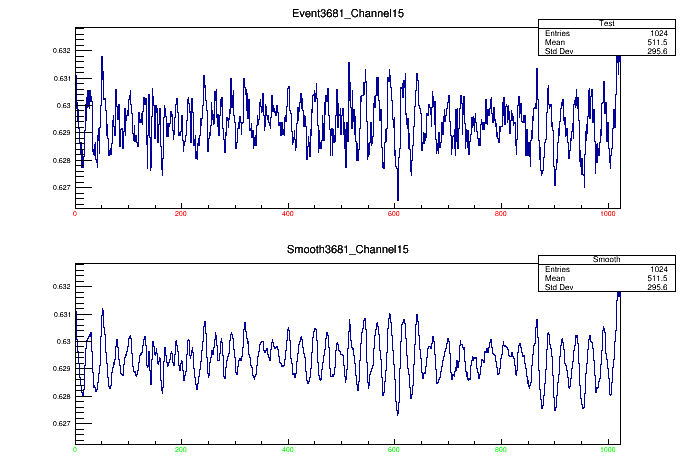 Event3681_Channel15
Test
Entries 1024
Mean 511.5
Std Dev 295.6
0.632
0.631
0.63
0.629
0.628
0.627
0 200 400 600 800 1000
Smooth3681_Channel15
Smooth
Entries 1024
Mean 511.5
Std Dev 295.6
0.632
0.631
0.63
0.629
0.628
0.627
0 200 400 600 800 1000